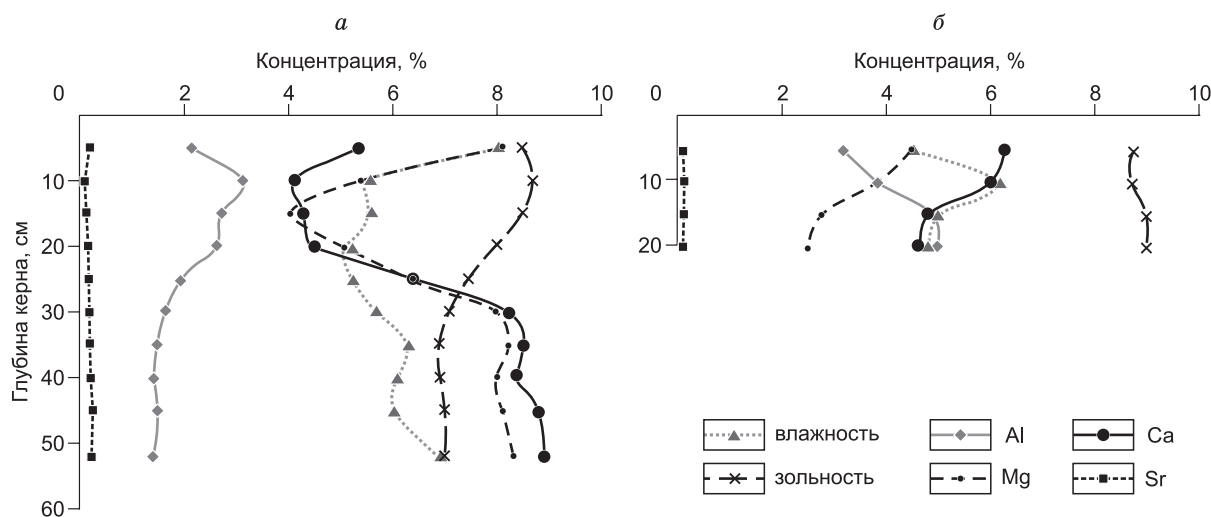 а
Концентрация, %
0 2 4 6 8 10
Глубина керна, см
10
20
30
40
50
60
б
Концентрация, %
0 2 4 6 8 10
10
20
влажность Al Ca
зольность Mg Sr